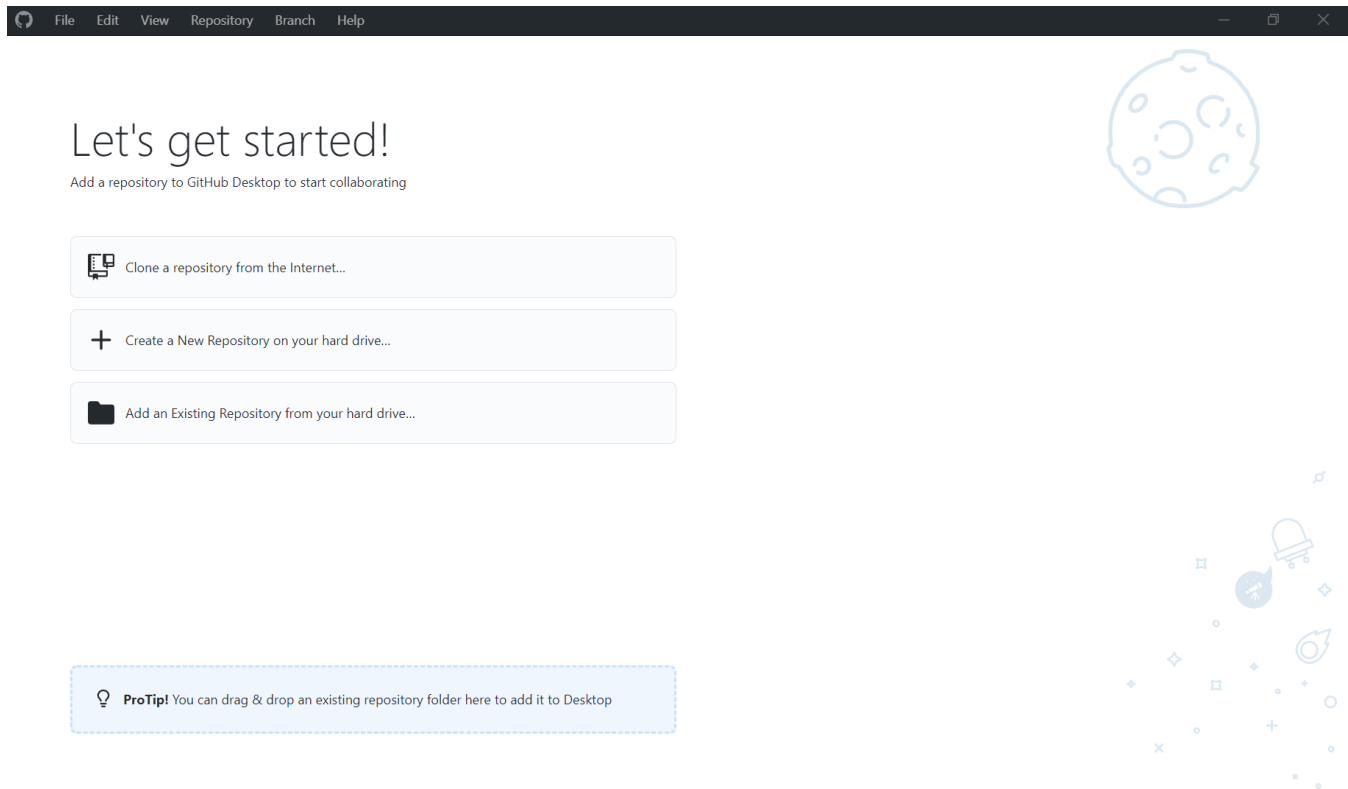 File Edit View Repository Branch Help
Let's get started!
Add a repository to GitHub Desktop to start collaborating
Clone a repository from the Internet...
Create a New Repository on your hard drive...
Add an Existing Repository from your hard drive...
ProTip! You can drag & drop an existing repository folder here to add it to Desktop